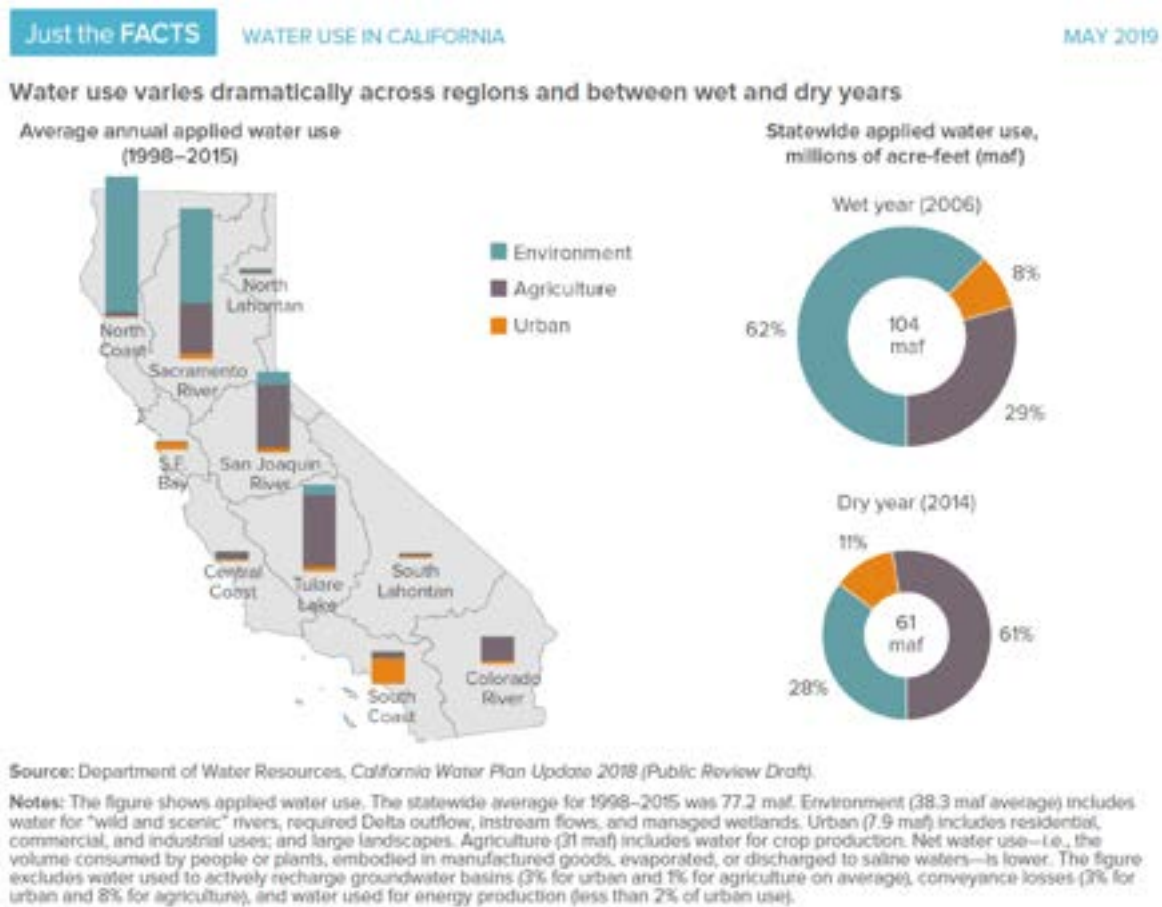 Just the FACTS
WATER USE IN CALIFORNIA
MAY 2019
Water use varies dramatically across regions and between wet and dry years
Average annual applied water use
(1998–2015)
Statewide applied water use,
millions of acre-feet (maf)
Wet year (2006)
Environment
Agriculture
Urban
North
Lahontan
North
Coast
Sacramento
River
S.F.
Bay
San Joaquin
River
Central
Coast
Tulare
Lake
South
Lahontan
South
Coast
Colorado
River
8%
62%
104
maf
29%
Dry year (2014)
11%
61
maf
61%
28%
Source: Department of Water Resources, California Water Plan Update 2018 (Public Review Draft).
Notes: The figure shows applied water use. The statewide average for 1998–2015 was 77.2 maf. Environment (38.3 maf average) includes
water for "wild and scenic" rivers, required Delta outflow, instream flows, and managed wetlands. Urban (7.9 maf) includes residential,
commercial, and industrial uses; and large landscapes. Agriculture (31 maf) includes water for crop production. Net water use—i.e., the
volume consumed by people or plants, embodied in manufactured goods, evaporated, or discharged to saline waters—is lower. The figure
excludes water used to actively recharge groundwater basins (3% for urban and 1% for agriculture on average), conveyance losses (3% for
urban and 8% for agriculture), and water used for energy production (less than 2% of urban use).